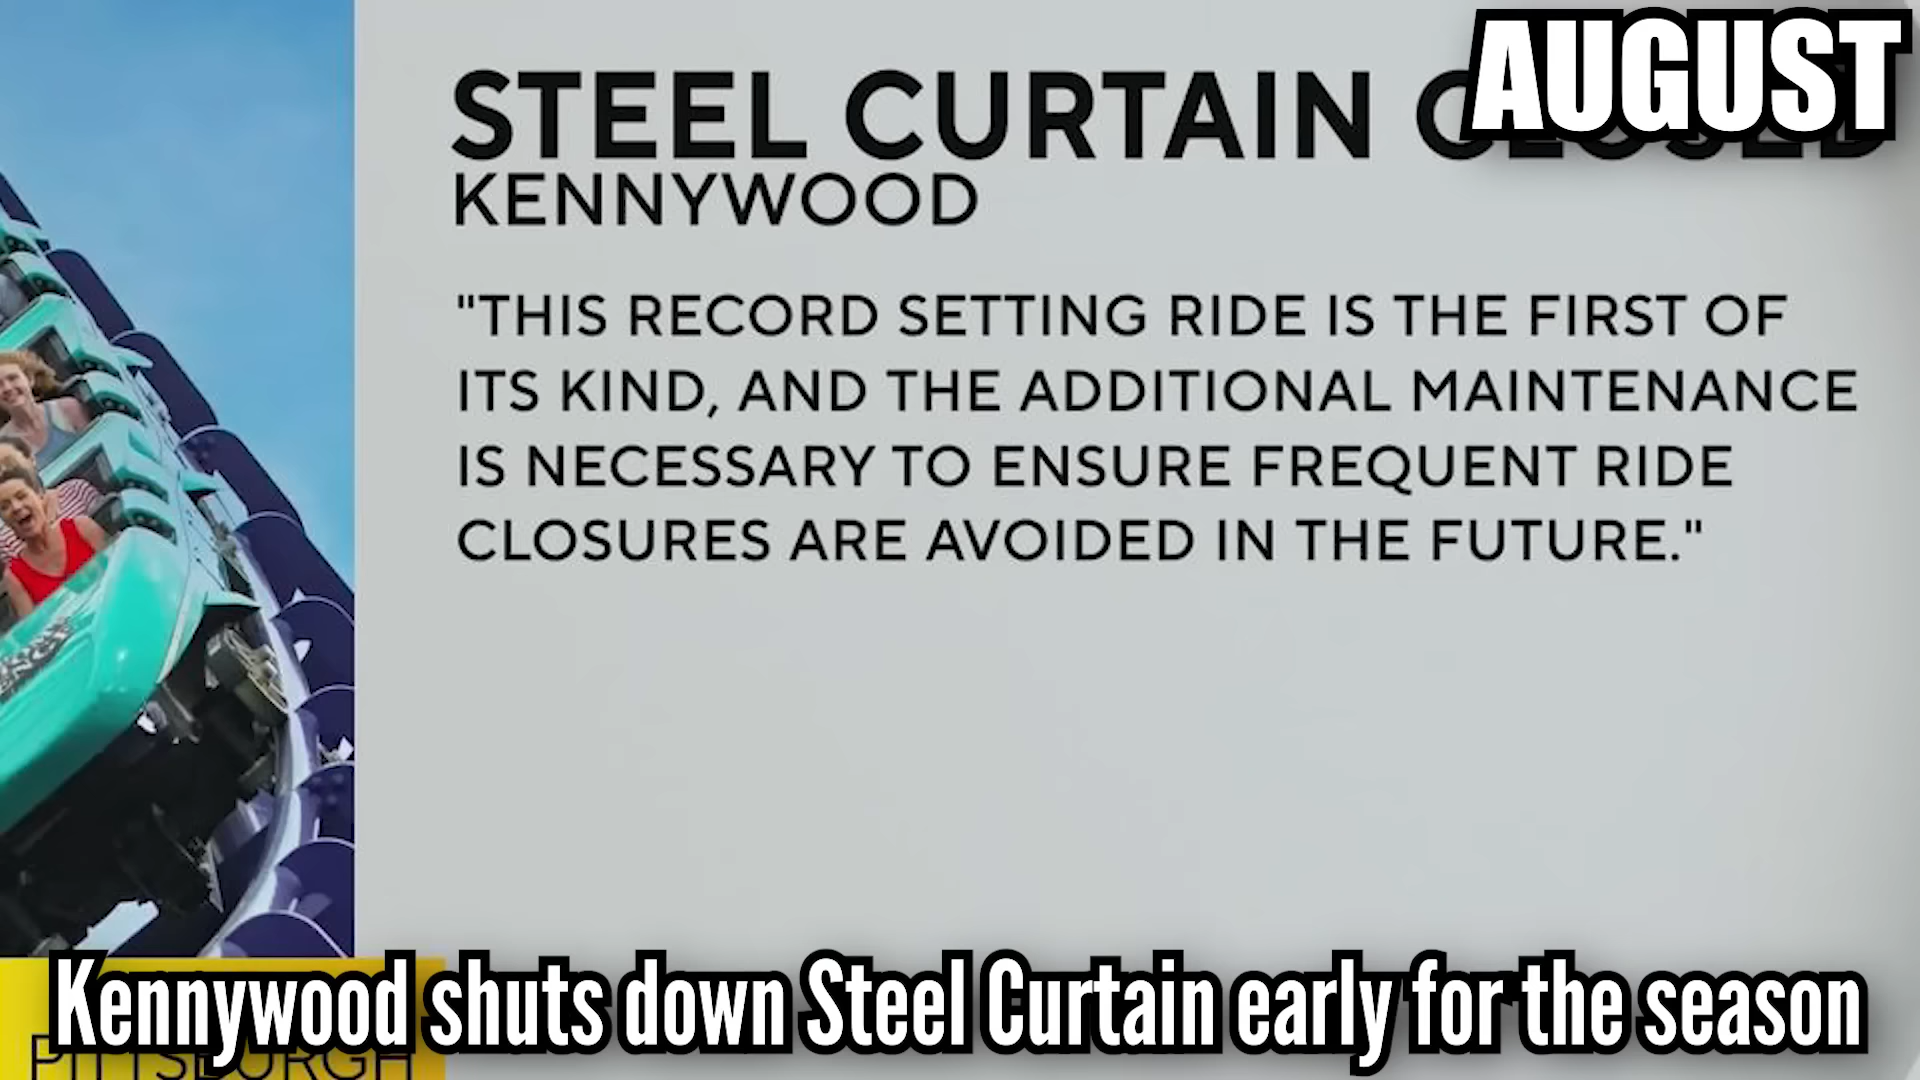 AUGUST
STEEL CURTAIN CLOSED
KENNYWOOD
"THIS RECORD SETTING RIDE IS THE FIRST OF
ITS KIND, AND THE ADDITIONAL MAINTENANCE
IS NECESSARY TO ENSURE FREQUENT RIDE
CLOSURES ARE AVOIDED IN THE FUTURE."
Kennywood shuts down Steel Curtain early for the season
PITTSBURGH